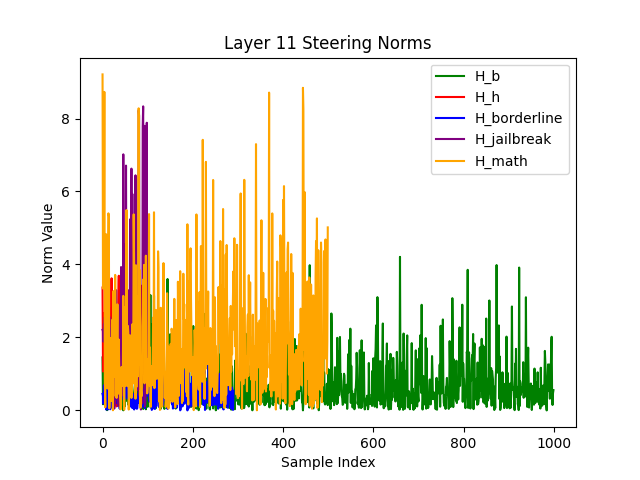 Layer 11 Steering Norms
H_b
H_h
H_borderline
H_jailbreak
H_math
Norm Value
8
6
4
2
0
0 200 400 600 800 1000
Sample Index